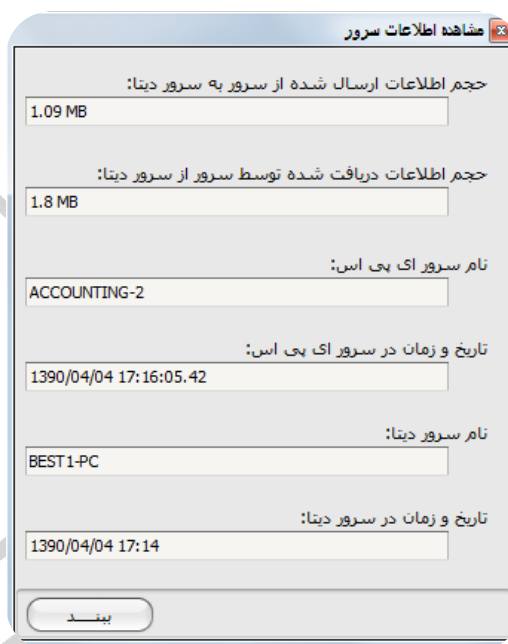 مشاهده اطلاعات سرور
حجم اطلاعات ارسال شده از سرور به سرور دیتا:
1.09 MB
حجم اطلاعات دریافت شده توسط سرور از سرور دیتا:
1.8 MB
نام سرور ای پی اس:
ACCOUNTING-2
تاریخ و زمان در سرور ای پی اس:
1390/04/04 17:16:05.42
نام سرور دیتا:
BEST1-PC
تاریخ و زمان در سرور دیتا:
1390/04/04 17:14
ببنـــد